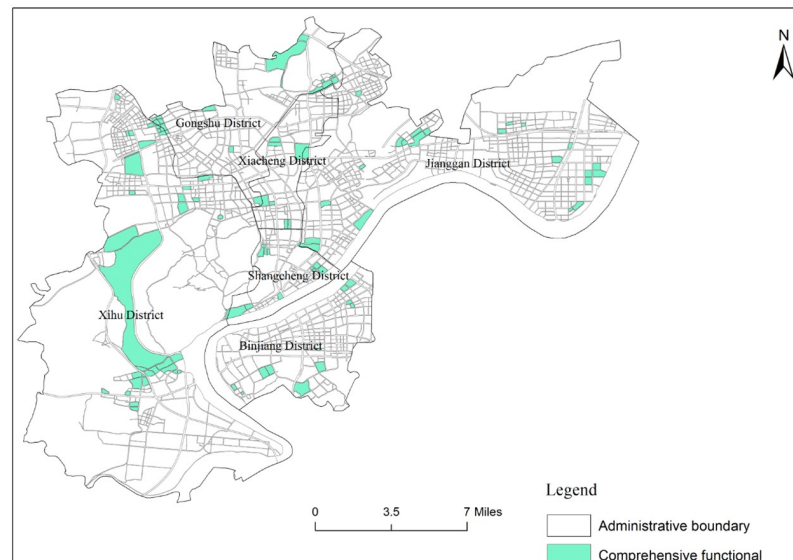 N
Gongshu District
Xiacheng District
Jianggan District
Shangcheng District
Xihu District
Binjiang District
Legend
0 3.5 7 Miles
Administrative boundary
Comprehensive functional